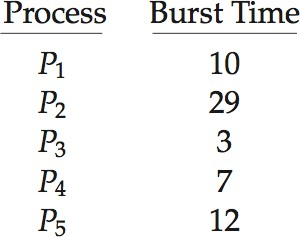 Process Burst Time
P1 10
P2 29
P3 3
P4 7
P5 12